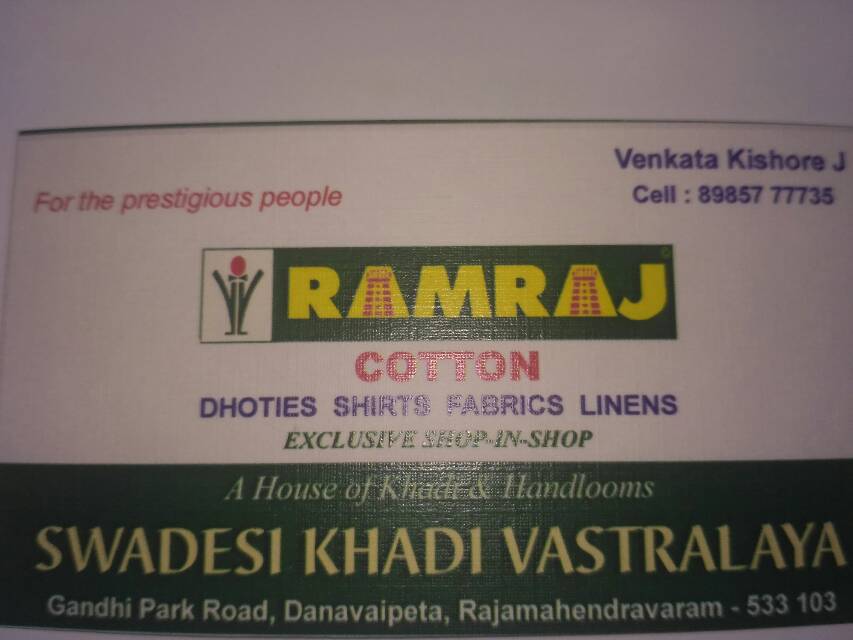 Venkata Kishore J
Cell : 89857 77735
For the prestigious people
RAMRAJ
COTTON
DHOTIES SHIRTS FABRICS LINENS
EXCLUSIVE SHOP-IN-SHOP
A House of Khadi & Handlooms
SWADESI KHADI VASTRALAYA
Gandhi Park Road, Danavaipeta, Rajamahendravaram - 533 103